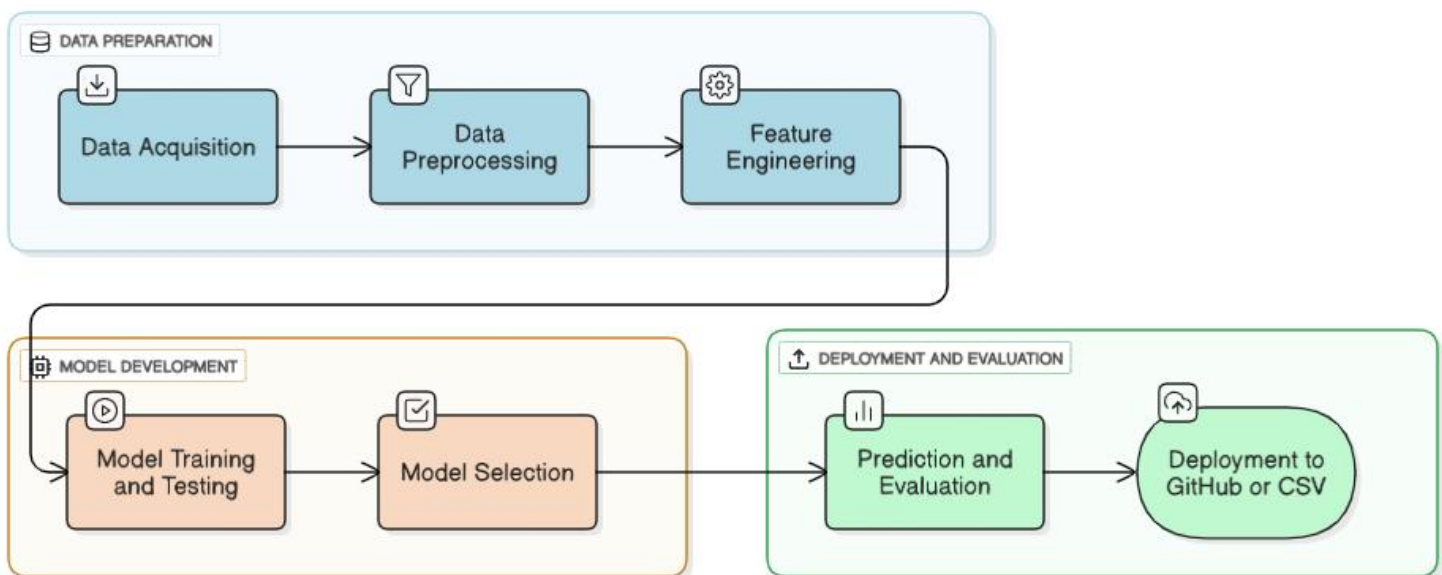 DATA PREPARATION
Data Acquisition
Data
Preprocessing
Feature
Engineering
MODEL DEVELOPMENT
Model Training
and Testing
Model Selection
DEPLOYMENT AND EVALUATION
Prediction and
Evaluation
Deployment to
GitHub or CSV